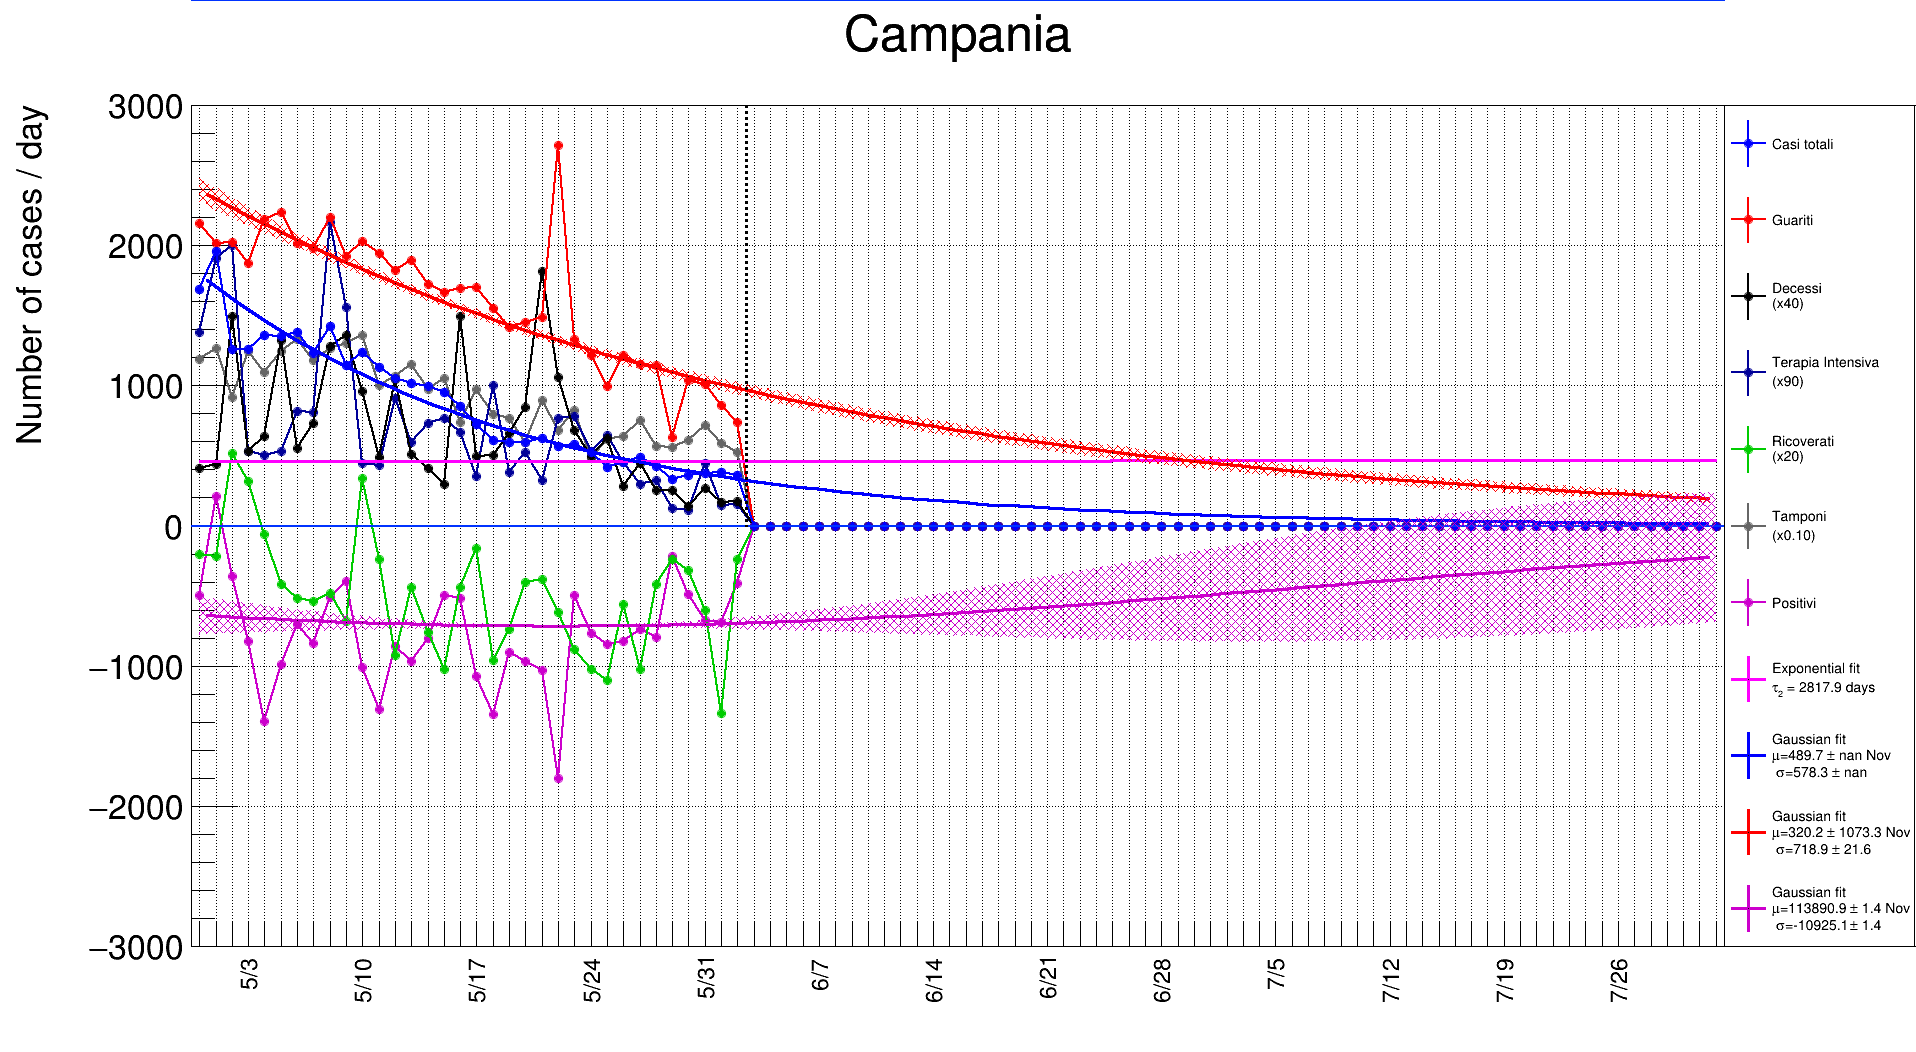 Campania
Number of cases / day
3000
2000
1000
0
−1000
−2000
−3000
5/3
5/10
5/17
5/24
5/31
6/7
6/14
6/21
6/28
7/5
7/12
7/19
7/26
Casi totali
Guariti
Decessi
(x40)
Terapia Intensiva
(x90)
Ricoverati
(x20)
Tamponi
(x0.10)
Positivi
Exponential fit
τ₂ = 2817.9 days
Gaussian fit
μ=489.7 ± nan Nov
σ=578.3 ± nan
Gaussian fit
μ=320.2 ± 1073.3 Nov
σ=718.9 ± 21.6
Gaussian fit
μ=113890.9 ± 1.4 Nov
σ=-10925.1 ± 1.4